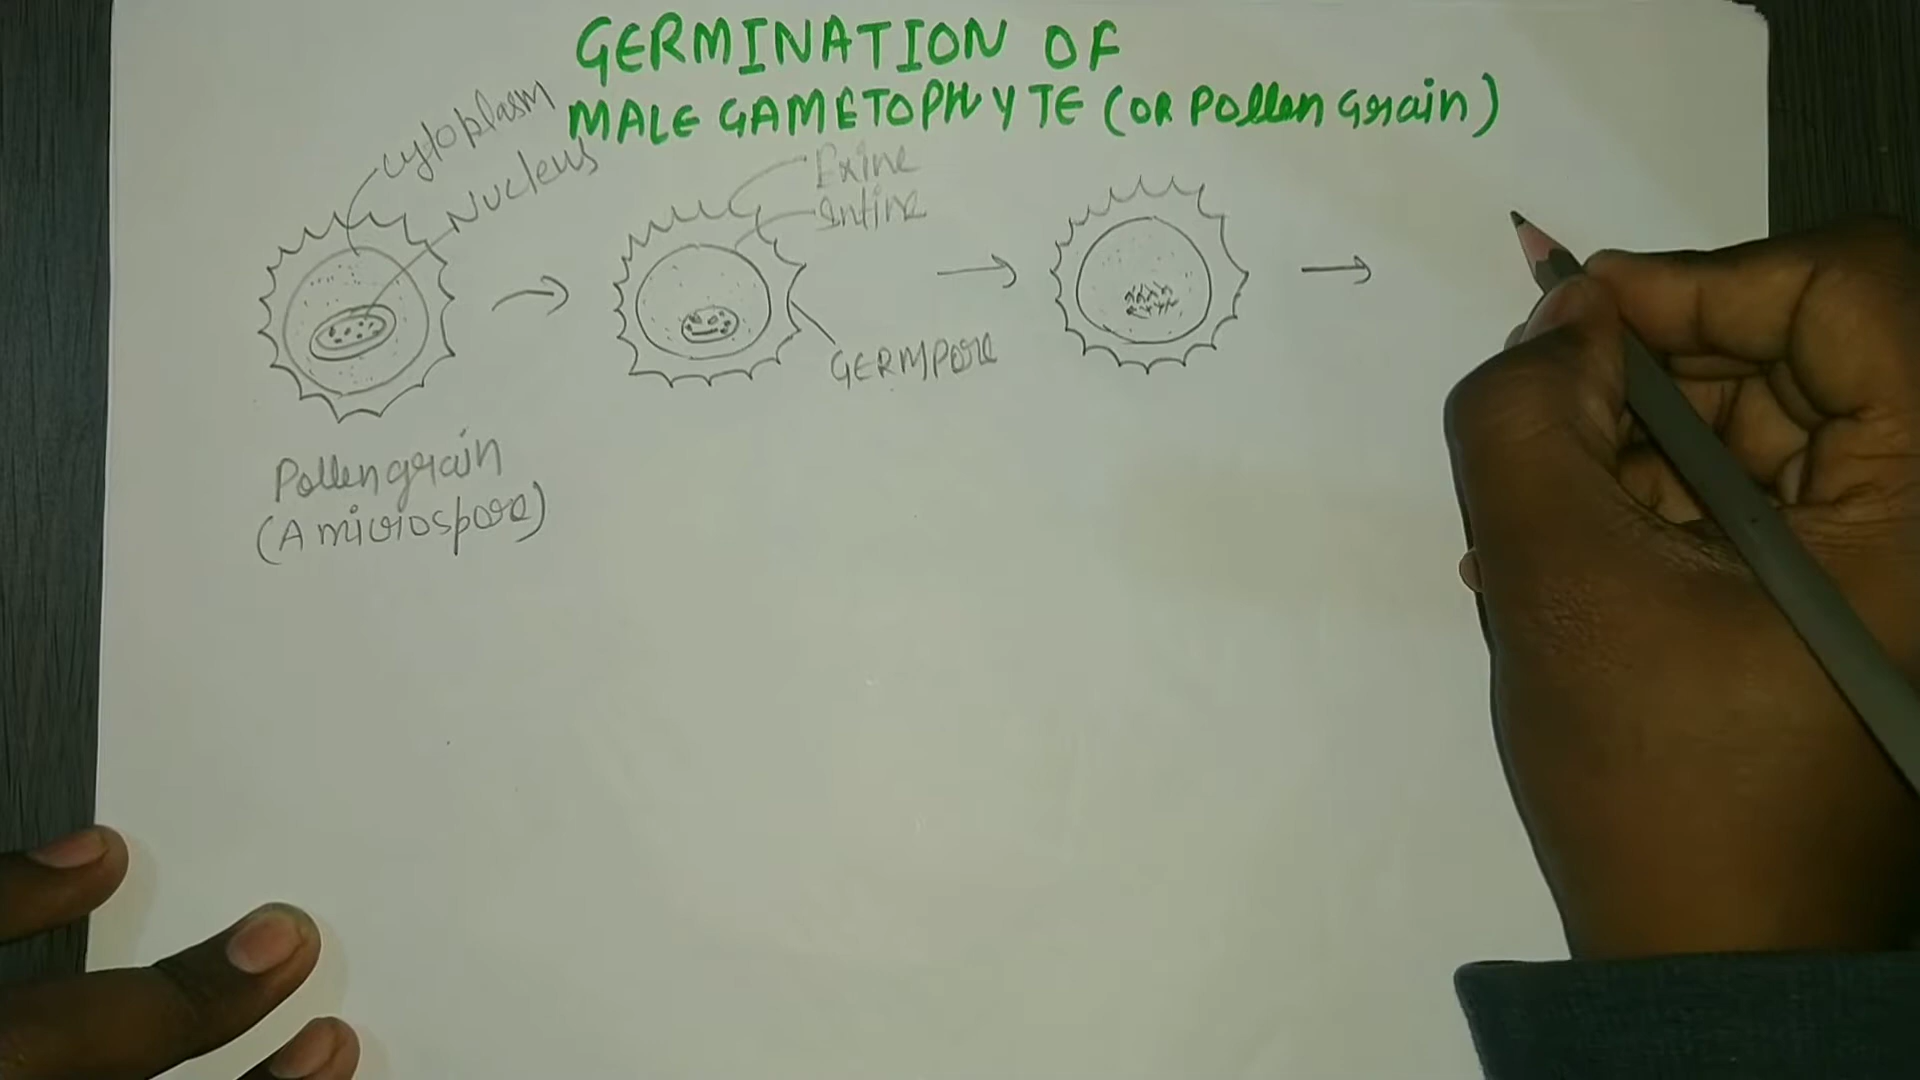 GERMINATION OF
MALE GAMETOPHYTE (OR Pollen Grain)
Cytoplasm
Nucleus
Exine
Intine
GERMPORE
Pollen grain
(A microspore)